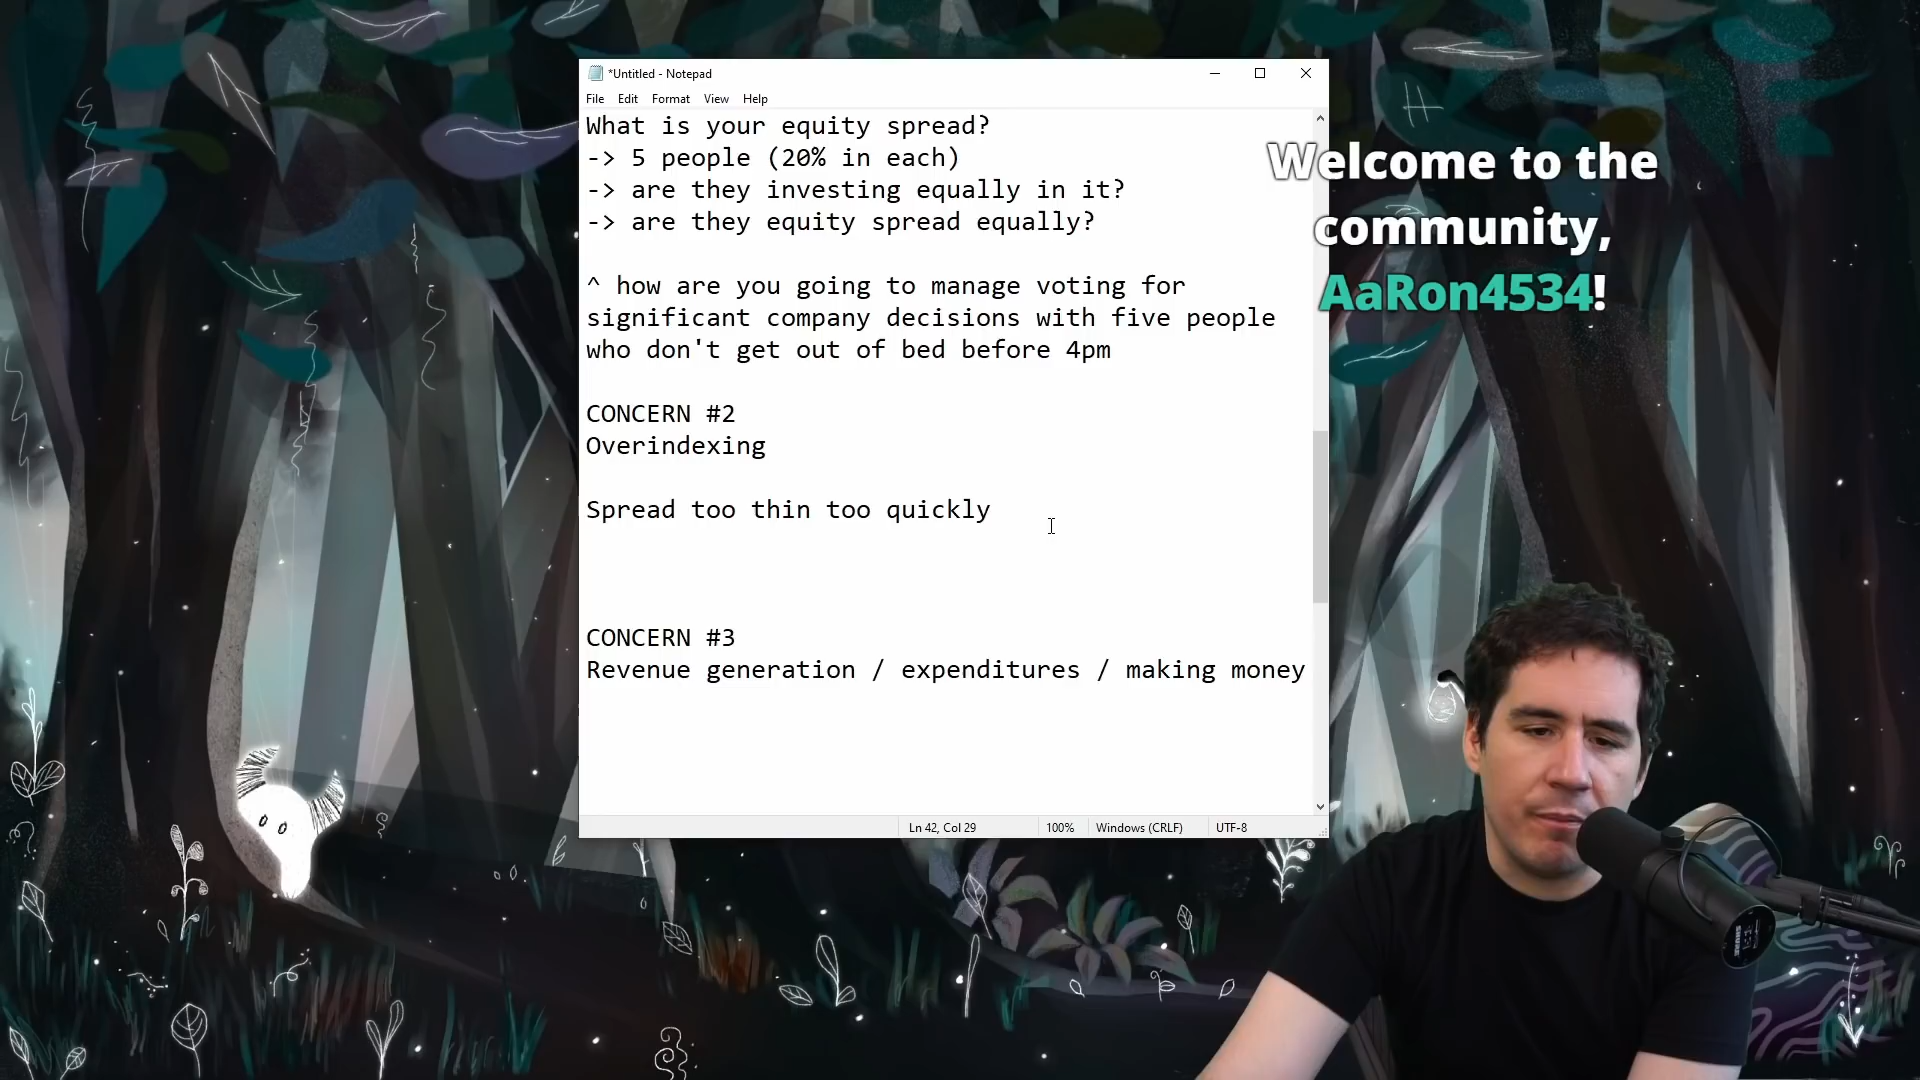 *Untitled - Notepad
File Edit Format View Help
What is your equity spread?
-> 5 people (20% in each)
-> are they investing equally in it?
-> are they equity spread equally?
^ how are you going to manage voting for
significant company decisions with five people
who don't get out of bed before 4pm
CONCERN #2
Overindexing
Spread too thin too quickly
CONCERN #3
Revenue generation / expenditures / making money
Ln 42, Col 29 100% Windows (CRLF) UTF-8
Welcome to the
community,
AaRon4534!
SHURE